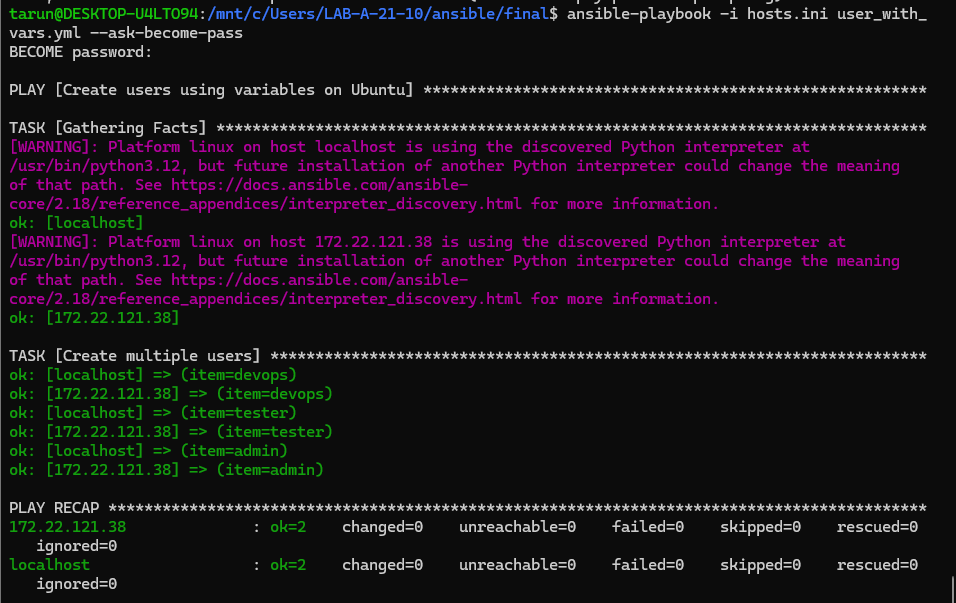 tarun@DESKTOP-U4LTO94:/mnt/c/Users/LAB-A-21-10/ansible/final$ ansible-playbook -i hosts.ini user_with_
vars.yml --ask-become-pass
BECOME password:
PLAY [Create users using variables on Ubuntu] ********************************************************
TASK [Gathering Facts] *******************************************************************************
[WARNING]: Platform linux on host localhost is using the discovered Python interpreter at
/usr/bin/python3.12, but future installation of another Python interpreter could change the meaning
of that path. See https://docs.ansible.com/ansible-
core/2.18/reference_appendices/interpreter_discovery.html for more information.
ok: [localhost]
[WARNING]: Platform linux on host 172.22.121.38 is using the discovered Python interpreter at
/usr/bin/python3.12, but future installation of another Python interpreter could change the meaning
of that path. See https://docs.ansible.com/ansible-
core/2.18/reference_appendices/interpreter_discovery.html for more information.
ok: [172.22.121.38]
TASK [Create multiple users] *************************************************************************
ok: [localhost] => (item=devops)
ok: [172.22.121.38] => (item=devops)
ok: [localhost] => (item=tester)
ok: [172.22.121.38] => (item=tester)
ok: [localhost] => (item=admin)
ok: [172.22.121.38] => (item=admin)
PLAY RECAP *******************************************************************************************
172.22.121.38              : ok=2    changed=0    unreachable=0    failed=0    skipped=0    rescued=0
ignored=0
localhost                  : ok=2    changed=0    unreachable=0    failed=0    skipped=0    rescued=0
ignored=0